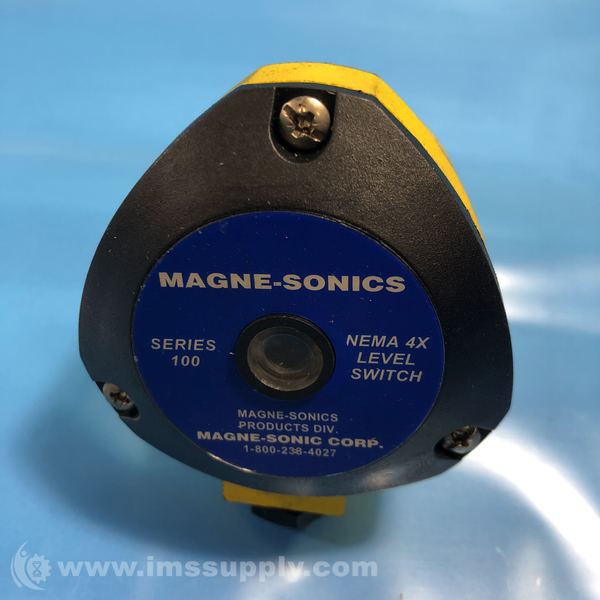 MAGNE-SONICS
SERIES
100
NEMA 4X
LEVEL
SWITCH
MAGNE-SONICS
PRODUCTS DIV.
MAGNE-SONIC CORP.
1-800-238-4027
www.imssupply.com